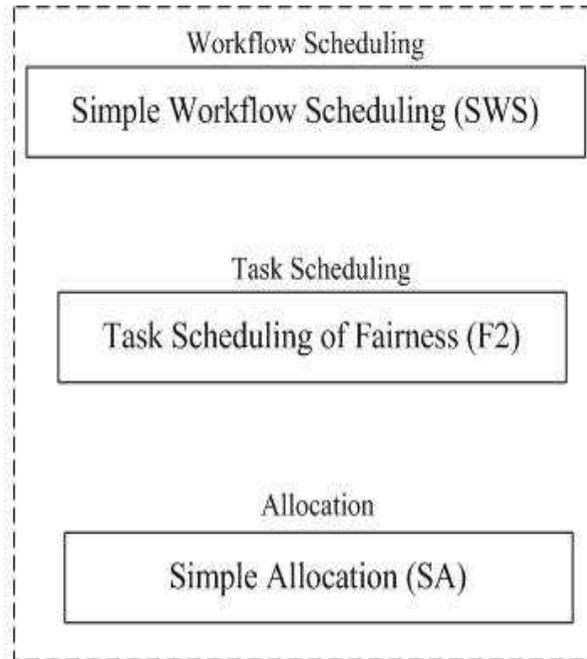 Workflow Scheduling
Simple Workflow Scheduling (SWS)
Task Scheduling
Task Scheduling of Fairness (F2)
Allocation
Simple Allocation (SA)